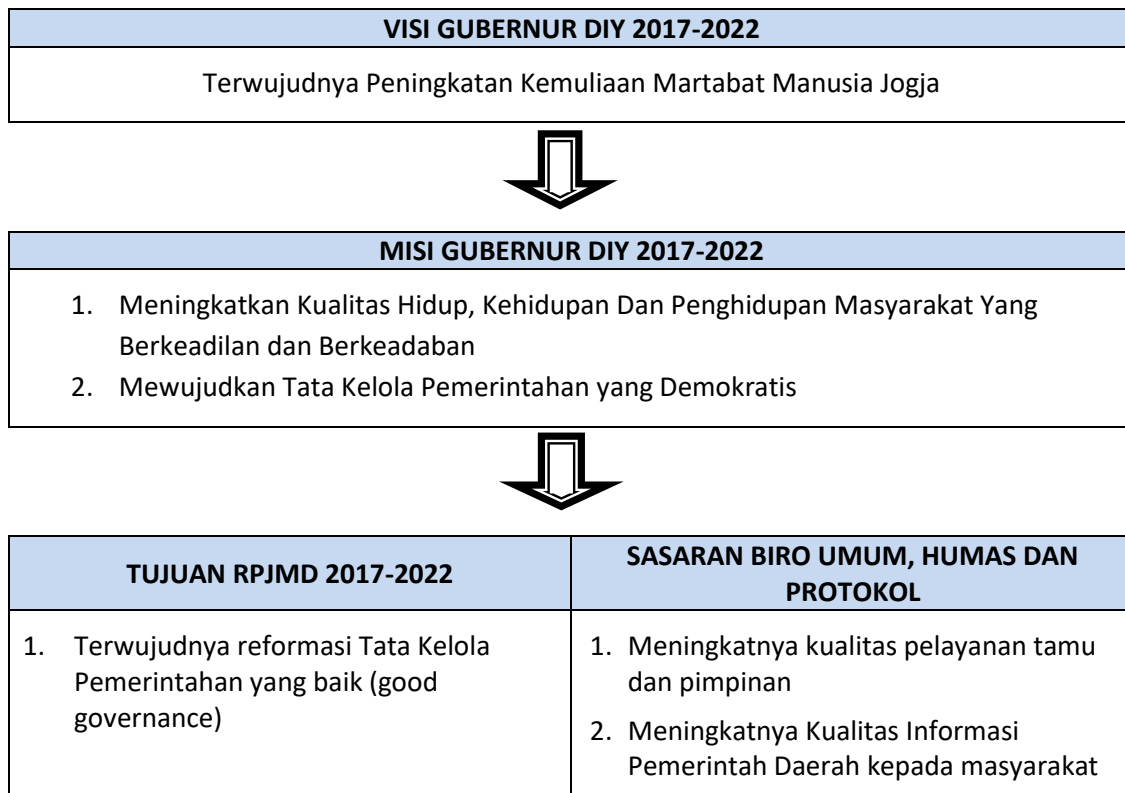 VISI GUBERNUR DIY 2017-2022
Terwujudnya Peningkatan Kemuliaan Martabat Manusia Jogja
MISI GUBERNUR DIY 2017-2022
1. Meningkatkan Kualitas Hidup, Kehidupan Dan Penghidupan Masyarakat Yang
Berkeadilan dan Berkeadaban
2. Mewujudkan Tata Kelola Pemerintahan yang Demokratis
TUJUAN RPJMD 2017-2022
SASARAN BIRO UMUM, HUMAS DAN
PROTOKOL
1. Terwujudnya reformasi Tata Kelola
Pemerintahan yang baik (good
governance)
1. Meningkatnya kualitas pelayanan tamu
dan pimpinan
2. Meningkatnya Kualitas Informasi
Pemerintah Daerah kepada masyarakat